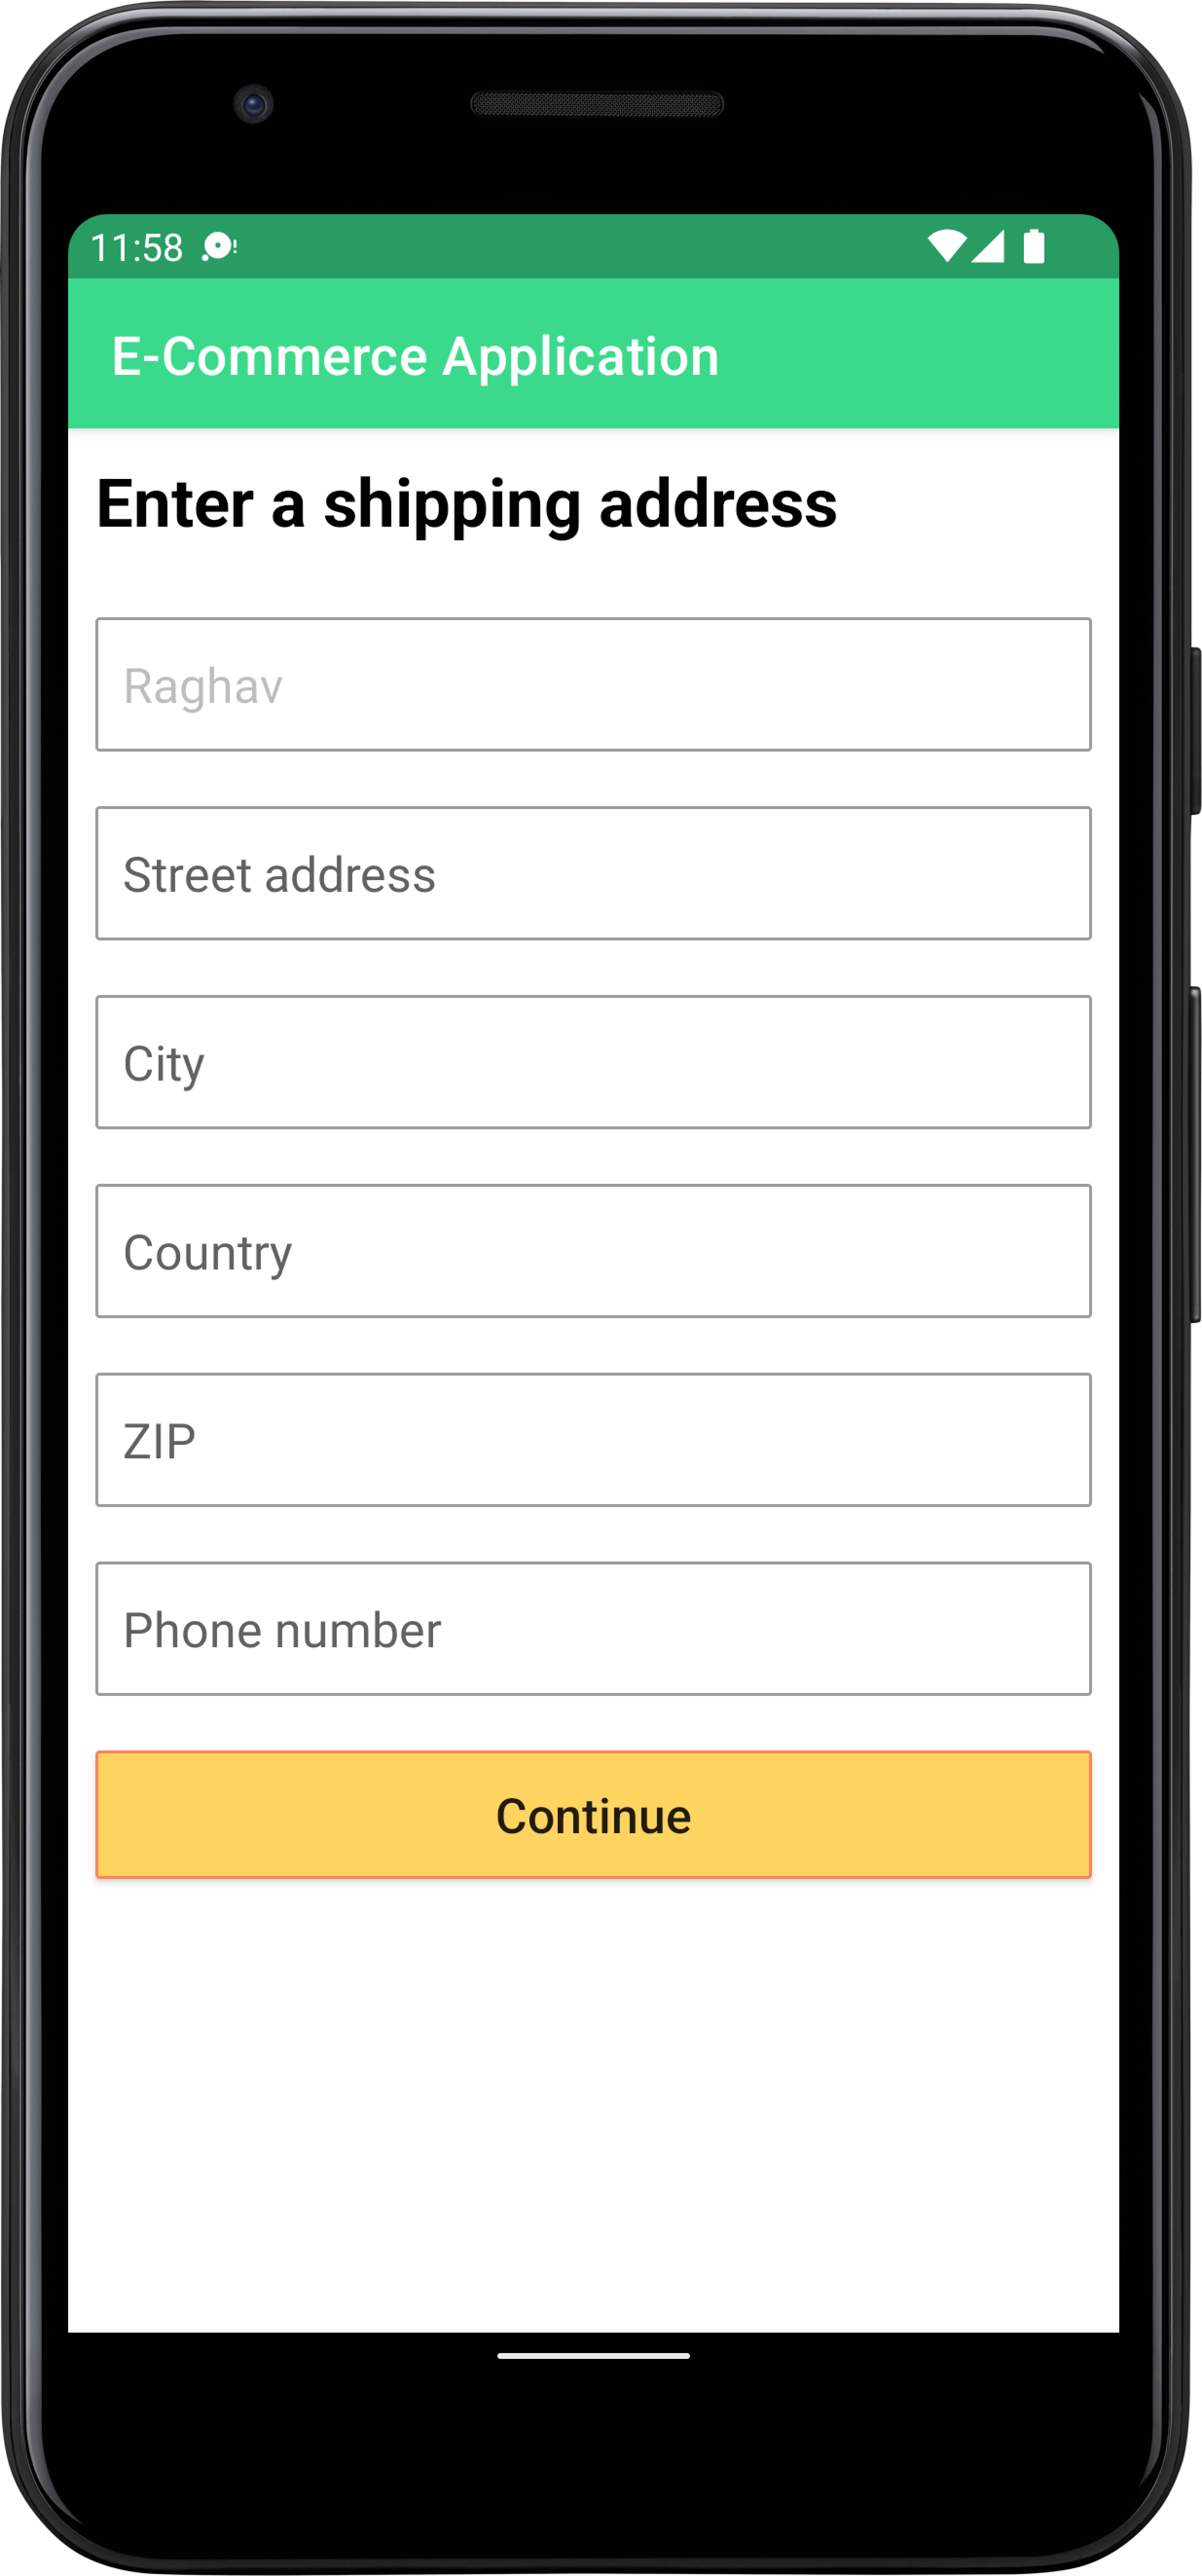 11:58
E-Commerce Application
Enter a shipping address
Raghav
Street address
City
Country
ZIP
Phone number
Continue